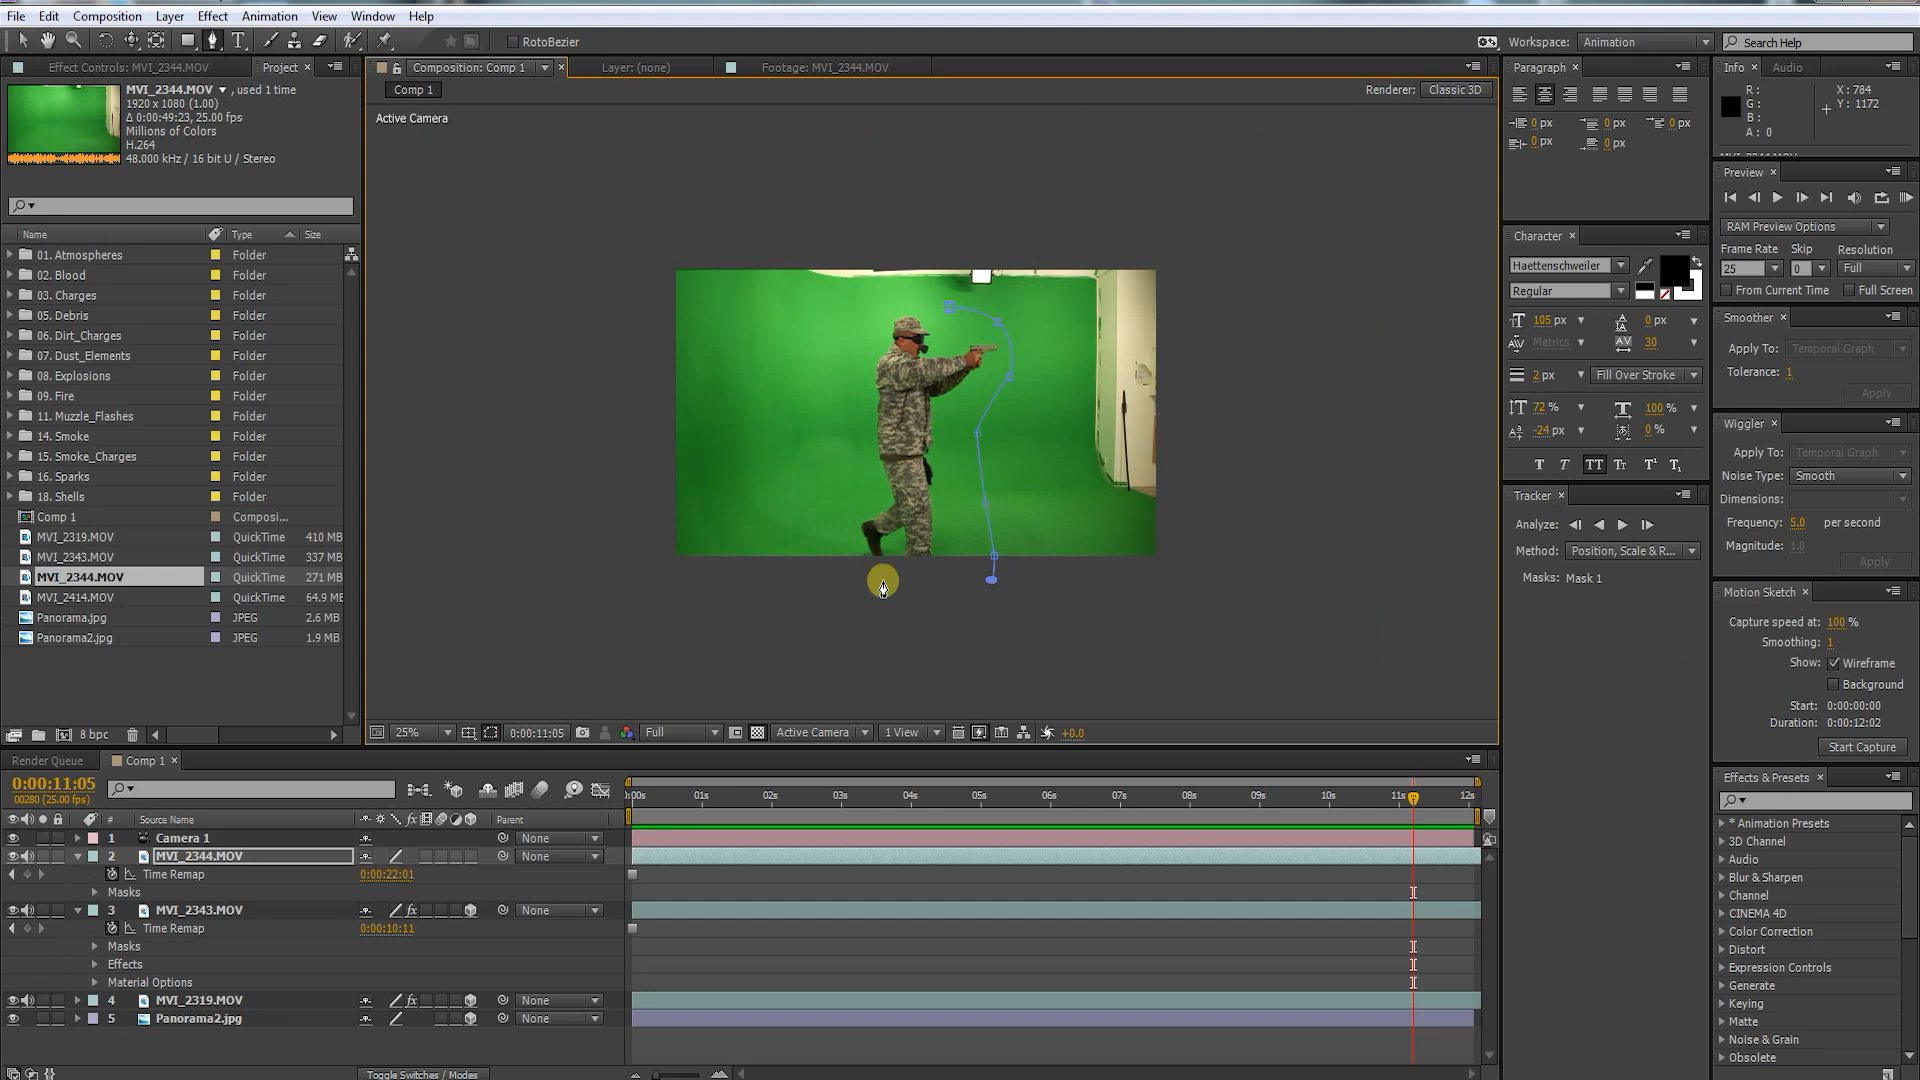 File Edit Composition Layer Effect Animation View Window Help
RotoBezier
Workspace: Animation
Search Help
Effect Controls: MVI_2344.MOV
Project
MVI_2344.MOV , used 1 time
1920 x 1080 (1.00)
Δ 0:00:49:23, 25.00 fps
Millions of Colors
H.264
48.000 kHz / 16 bit U / Stereo
Name Type Size
01. Atmospheres Folder
02. Blood Folder
03. Charges Folder
05. Debris Folder
06. Dirt_Charges Folder
07. Dust_Elements Folder
08. Explosions Folder
09. Fire Folder
11. Muzzle_Flashes Folder
14. Smoke Folder
15. Smoke_Charges Folder
16. Sparks Folder
18. Shells Folder
Comp 1 Composi...
MVI_2319.MOV QuickTime 410 MB
MVI_2343.MOV QuickTime 337 MB
MVI_2344.MOV QuickTime 271 MB
MVI_2414.MOV QuickTime 64.9 ME
Panorama.jpg JPEG 2.6 MB
Panorama2.jpg JPEG 1.9 MB
8 bpc
Composition: Comp 1
Layer: (none)
Footage: MVI_2344.MOV
Comp 1
Renderer: Classic 3D
Active Camera
25% 0:00:11:05 Full Active Camera 1 View +0.0
Paragraph
0 px 0 px 0 px
0 px 0 px
Character
Haettenschweiler
Regular
105 px 0 px
Metrics 30
2 px Fill Over Stroke
72 % 100 %
-24 px 0 %
T T TT Tt T¹ T₁
Tracker
Analyze:
Method: Position, Scale & R...
Masks: Mask 1
Info Audio
R : X : 784
G : Y : 1172
B :
A : 0
Preview
RAM Preview Options
Frame Rate Skip Resolution
25 0 Full
From Current Time Full Screen
Smoother
Apply To: Temporal Graph
Tolerance: 1
Apply
Wiggler
Apply To: Temporal Graph
Noise Type: Smooth
Dimensions:
Frequency: 5.0 per second
Magnitude: 1.0
Apply
Motion Sketch
Capture speed at: 100 %
Smoothing: 1
Show: Wireframe
Background
Start: 0:00:00:00
Duration: 0:00:12:02
Start Capture
Effects & Presets
* Animation Presets
3D Channel
Audio
Blur & Sharpen
Channel
CINEMA 4D
Color Correction
Distort
Expression Controls
Generate
Keying
Matte
Noise & Grain
Obsolete
Render Queue Comp 1
0:00:11:05
00280 (25.00 fps)
# Source Name Parent
):00s 01s 02s 03s 04s 05s 06s 07s 08s 09s 10s 11s 12s
1 Camera 1 None
2 MVI_2344.MOV None
Time Remap 0:00:22:01
Masks
3 MVI_2343.MOV fx None
Time Remap 0:00:10:11
Masks
Effects
Material Options
4 MVI_2319.MOV fx None
5 Panorama2.jpg None
Toggle Switches / Modes